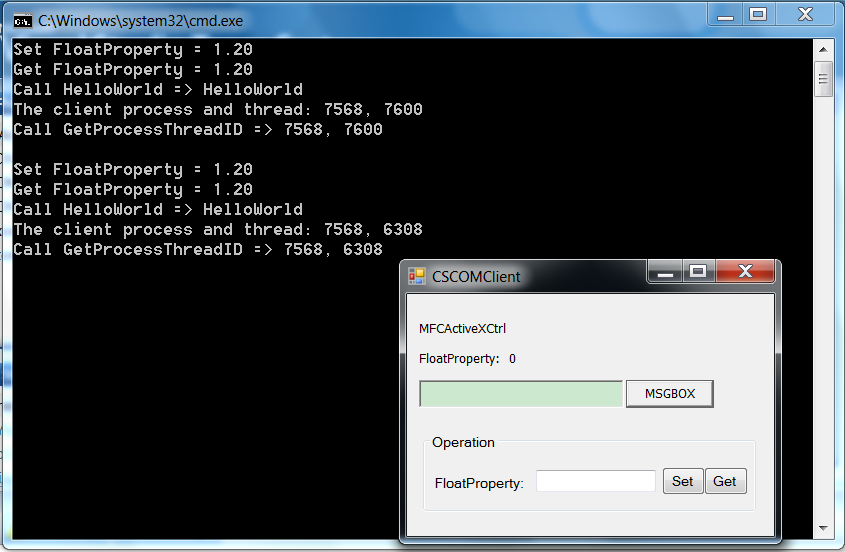 C:\Windows\system32\cmd.exe
Set FloatProperty = 1.20
Get FloatProperty = 1.20
Call HelloWorld => HelloWorld
The client process and thread: 7568, 7600
Call GetProcessThreadID => 7568, 7600
Set FloatProperty = 1.20
Get FloatProperty = 1.20
Call HelloWorld => HelloWorld
The client process and thread: 7568, 6308
Call GetProcessThreadID => 7568, 6308
CSCOMClient
MFCActiveXCtrl
FloatProperty: 0
MSGBOX
Operation
FloatProperty: Set Get